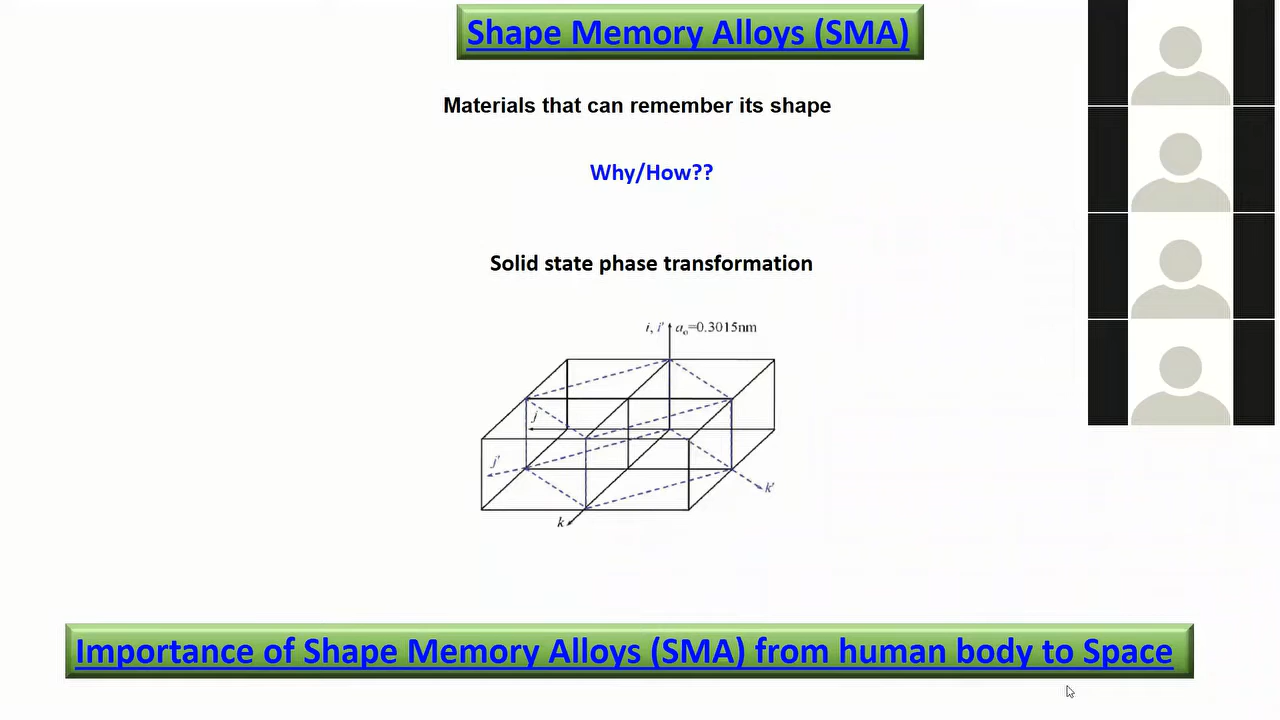 Shape Memory Alloys (SMA)
Materials that can remember its shape
Why/How??
Solid state phase transformation
i, i' a₀=0.3015nm
j
j'
k'
k
Importance of Shape Memory Alloys (SMA) from human body to Space